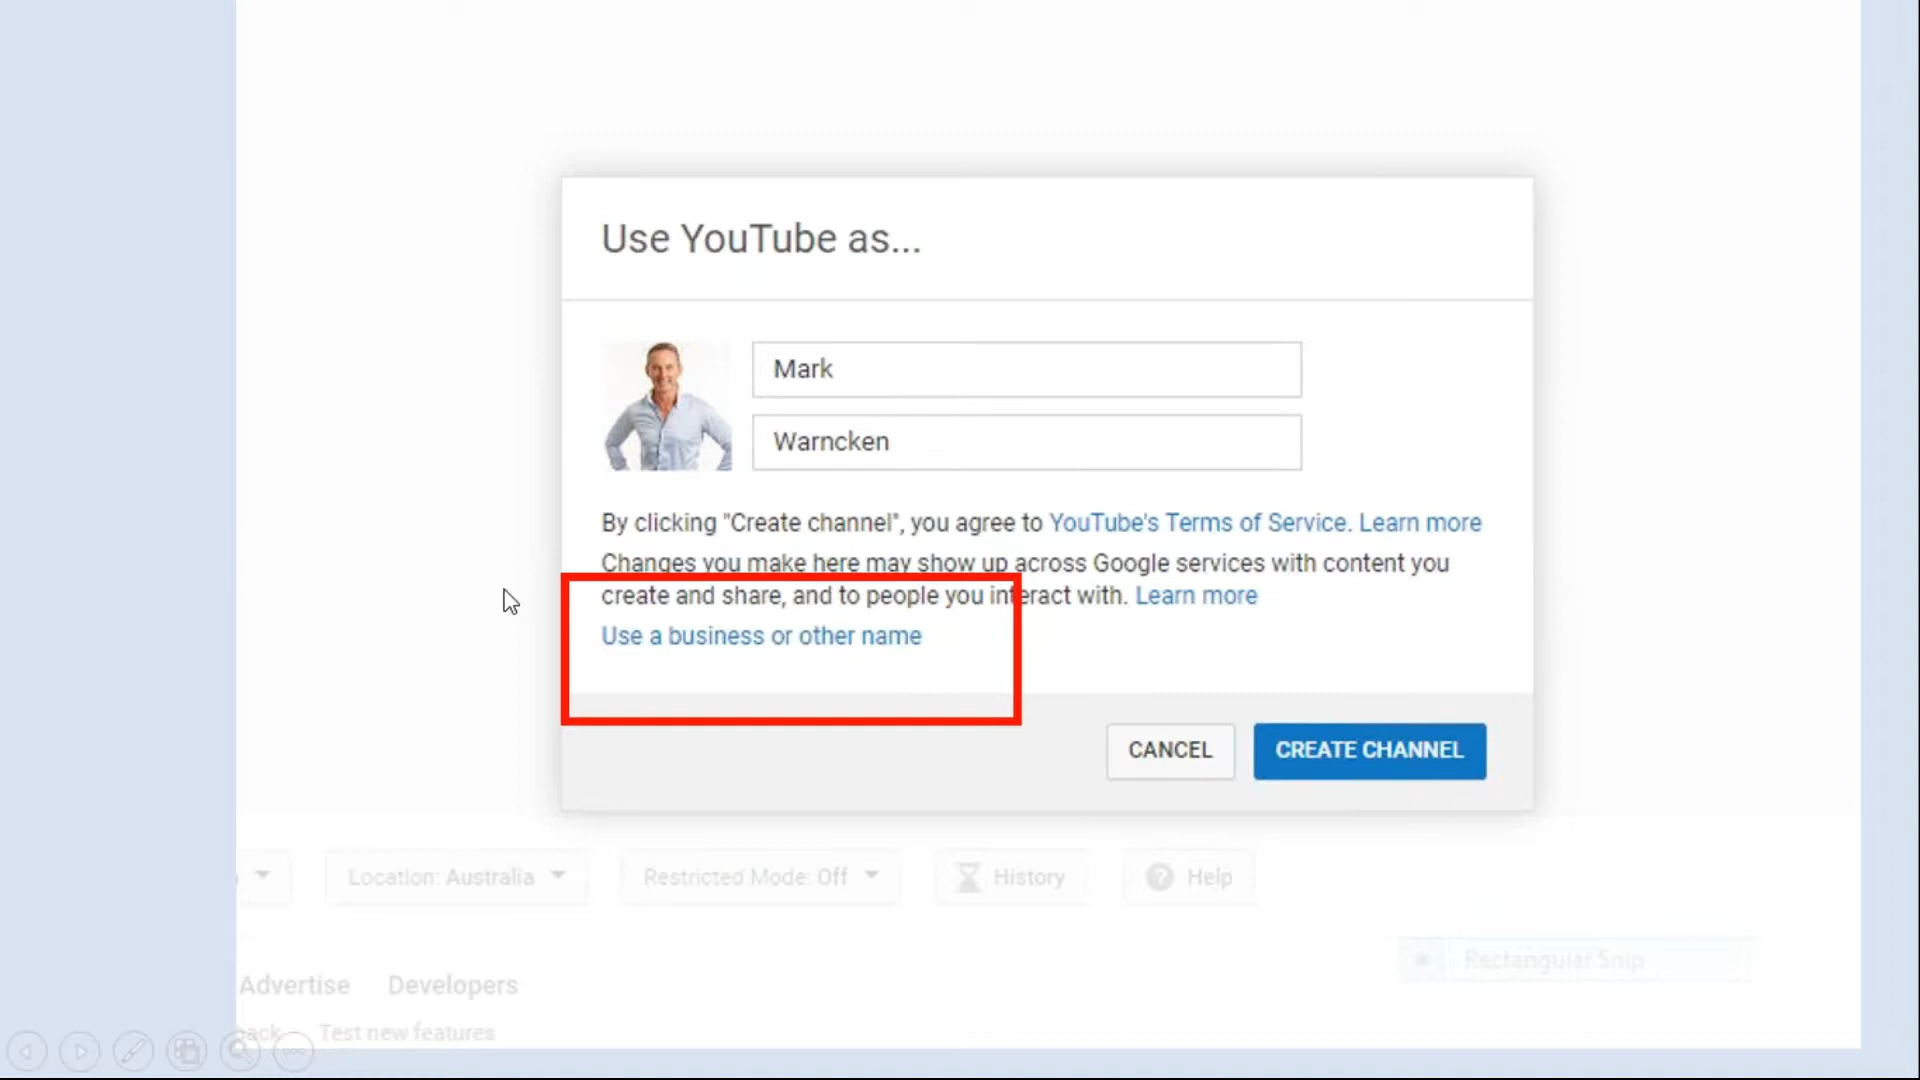 Use YouTube as...
Mark
Warncken
By clicking "Create channel", you agree to YouTube's Terms of Service. Learn more
Changes you make here may show up across Google services with content you
create and share, and to people you interact with. Learn more
Use a business or other name
CANCEL
CREATE CHANNEL
Location: Australia
Restricted Mode: Off
History
Help
Rectangular Snip
Advertise
Developers
Test new features